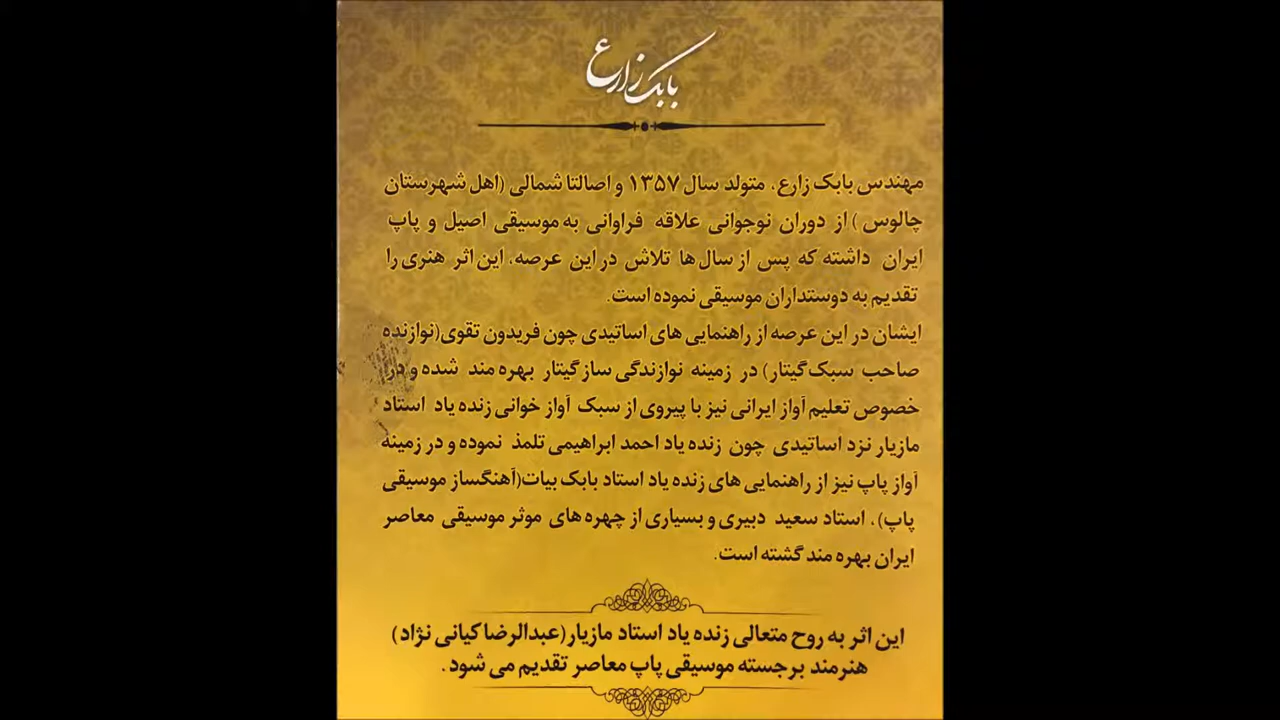 بابک زارع
مهندس بابک زارع، متولد سال ۱۳۵۷ و اصالتا شمالی (اهل شهرستان
چالوس ) از دوران نوجوانی علاقه فراوانی به موسیقی اصیل و پاپ
ایران داشته که پس از سال ها تلاش در این عرصه، این اثر هنری را
تقدیم به دوستداران موسیقی نموده است.
ایشان در این عرصه از راهنمایی های اساتیدی چون فریدون تقوی(نوازنده
صاحب سبک گیتار) در زمینه نوازندگی ساز گیتار بهره مند شده و در
خصوص تعلیم آواز ایرانی نیز با پیروی از سبک آواز خوانی زنده یاد استاد
مازیار نزد اساتیدی چون زنده یاد احمد ابراهیمی تلمذ نموده و در زمینه
آواز پاپ نیز از راهنمایی های زنده یاد استاد بابک بیات(آهنگساز موسیقی
پاپ)، استاد سعید دبیری و بسیاری از چهره های موثر موسیقی معاصر
ایران بهره مند گشته است.
این اثر به روح متعالی زنده یاد استاد مازیار(عبدالرضا کیانی نژاد)
هنرمند برجسته موسیقی پاپ معاصر تقدیم می شود.